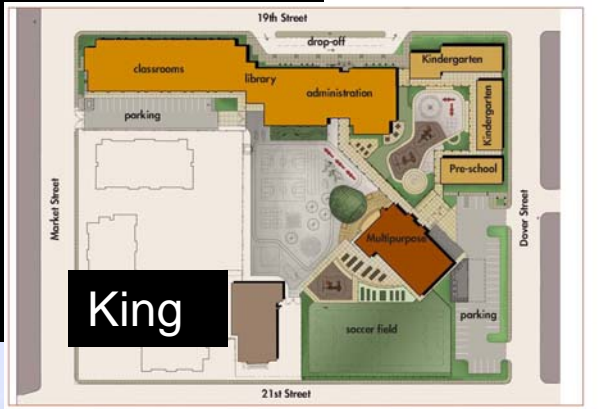 19th Street
drop-off
classrooms
library
administration
Kindergarten
Kindergarten
parking
Pre-school
Market Street
Dover Street
Multipurpose
King
soccer field
parking
21st Street